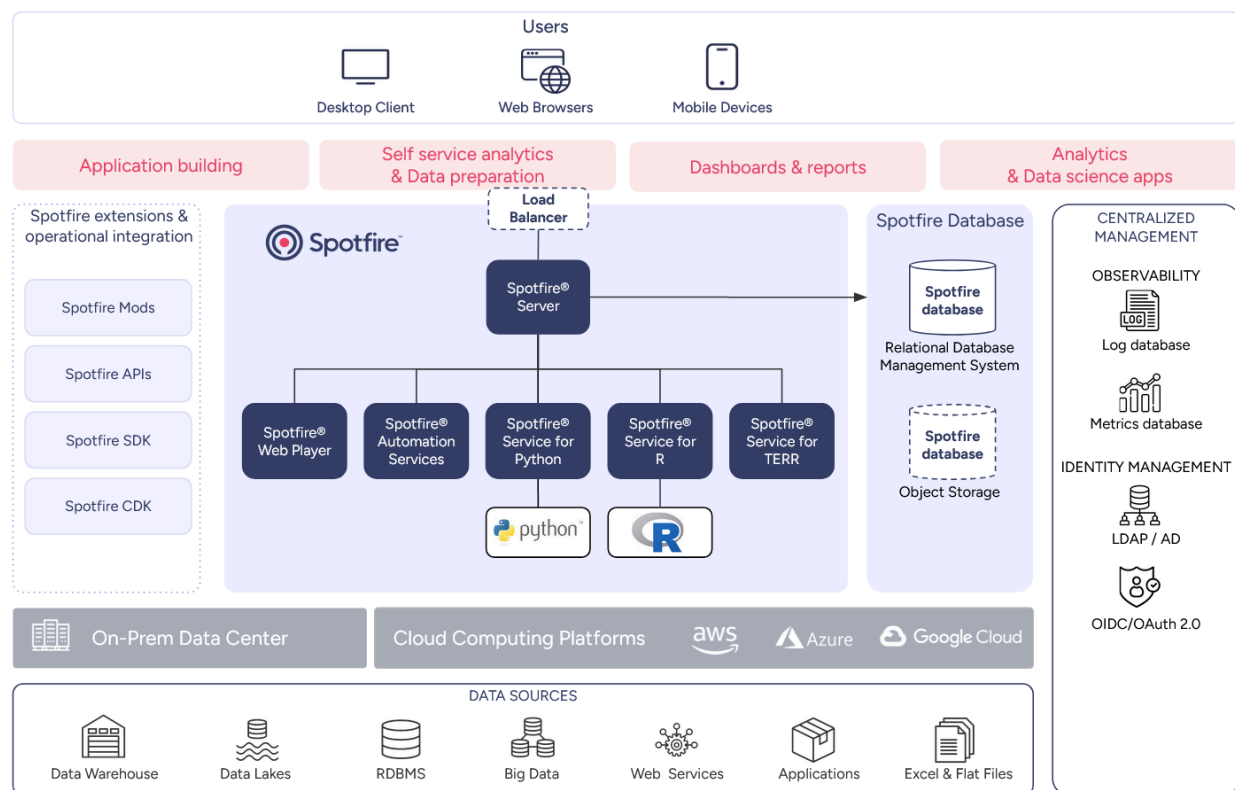 Users
Desktop Client
Web Browsers
Mobile Devices
Application building
Self service analytics
& Data preparation
Dashboards & reports
Analytics
& Data science apps
Spotfire extensions &
operational integration
Spotfire Mods
Spotfire APIs
Spotfire SDK
Spotfire CDK
Load
Balancer
Spotfire™
Spotfire®
Server
Spotfire®
Web Player
Spotfire®
Automation
Services
Spotfire®
Service for
Python
Spotfire®
Service for
R
Spotfire®
Service for
TERR
python™
R
Spotfire Database
Spotfire
database
Relational Database
Management System
Spotfire
database
Object Storage
CENTRALIZED
MANAGEMENT
OBSERVABILITY
LOG
Log database
Metrics database
IDENTITY MANAGEMENT
LDAP / AD
OIDC/OAuth 2.0
On-Prem Data Center
Cloud Computing Platforms
aws
Azure
Google Cloud
DATA SOURCES
Data Warehouse
Data Lakes
RDBMS
Big Data
Web Services
Applications
Excel & Flat Files